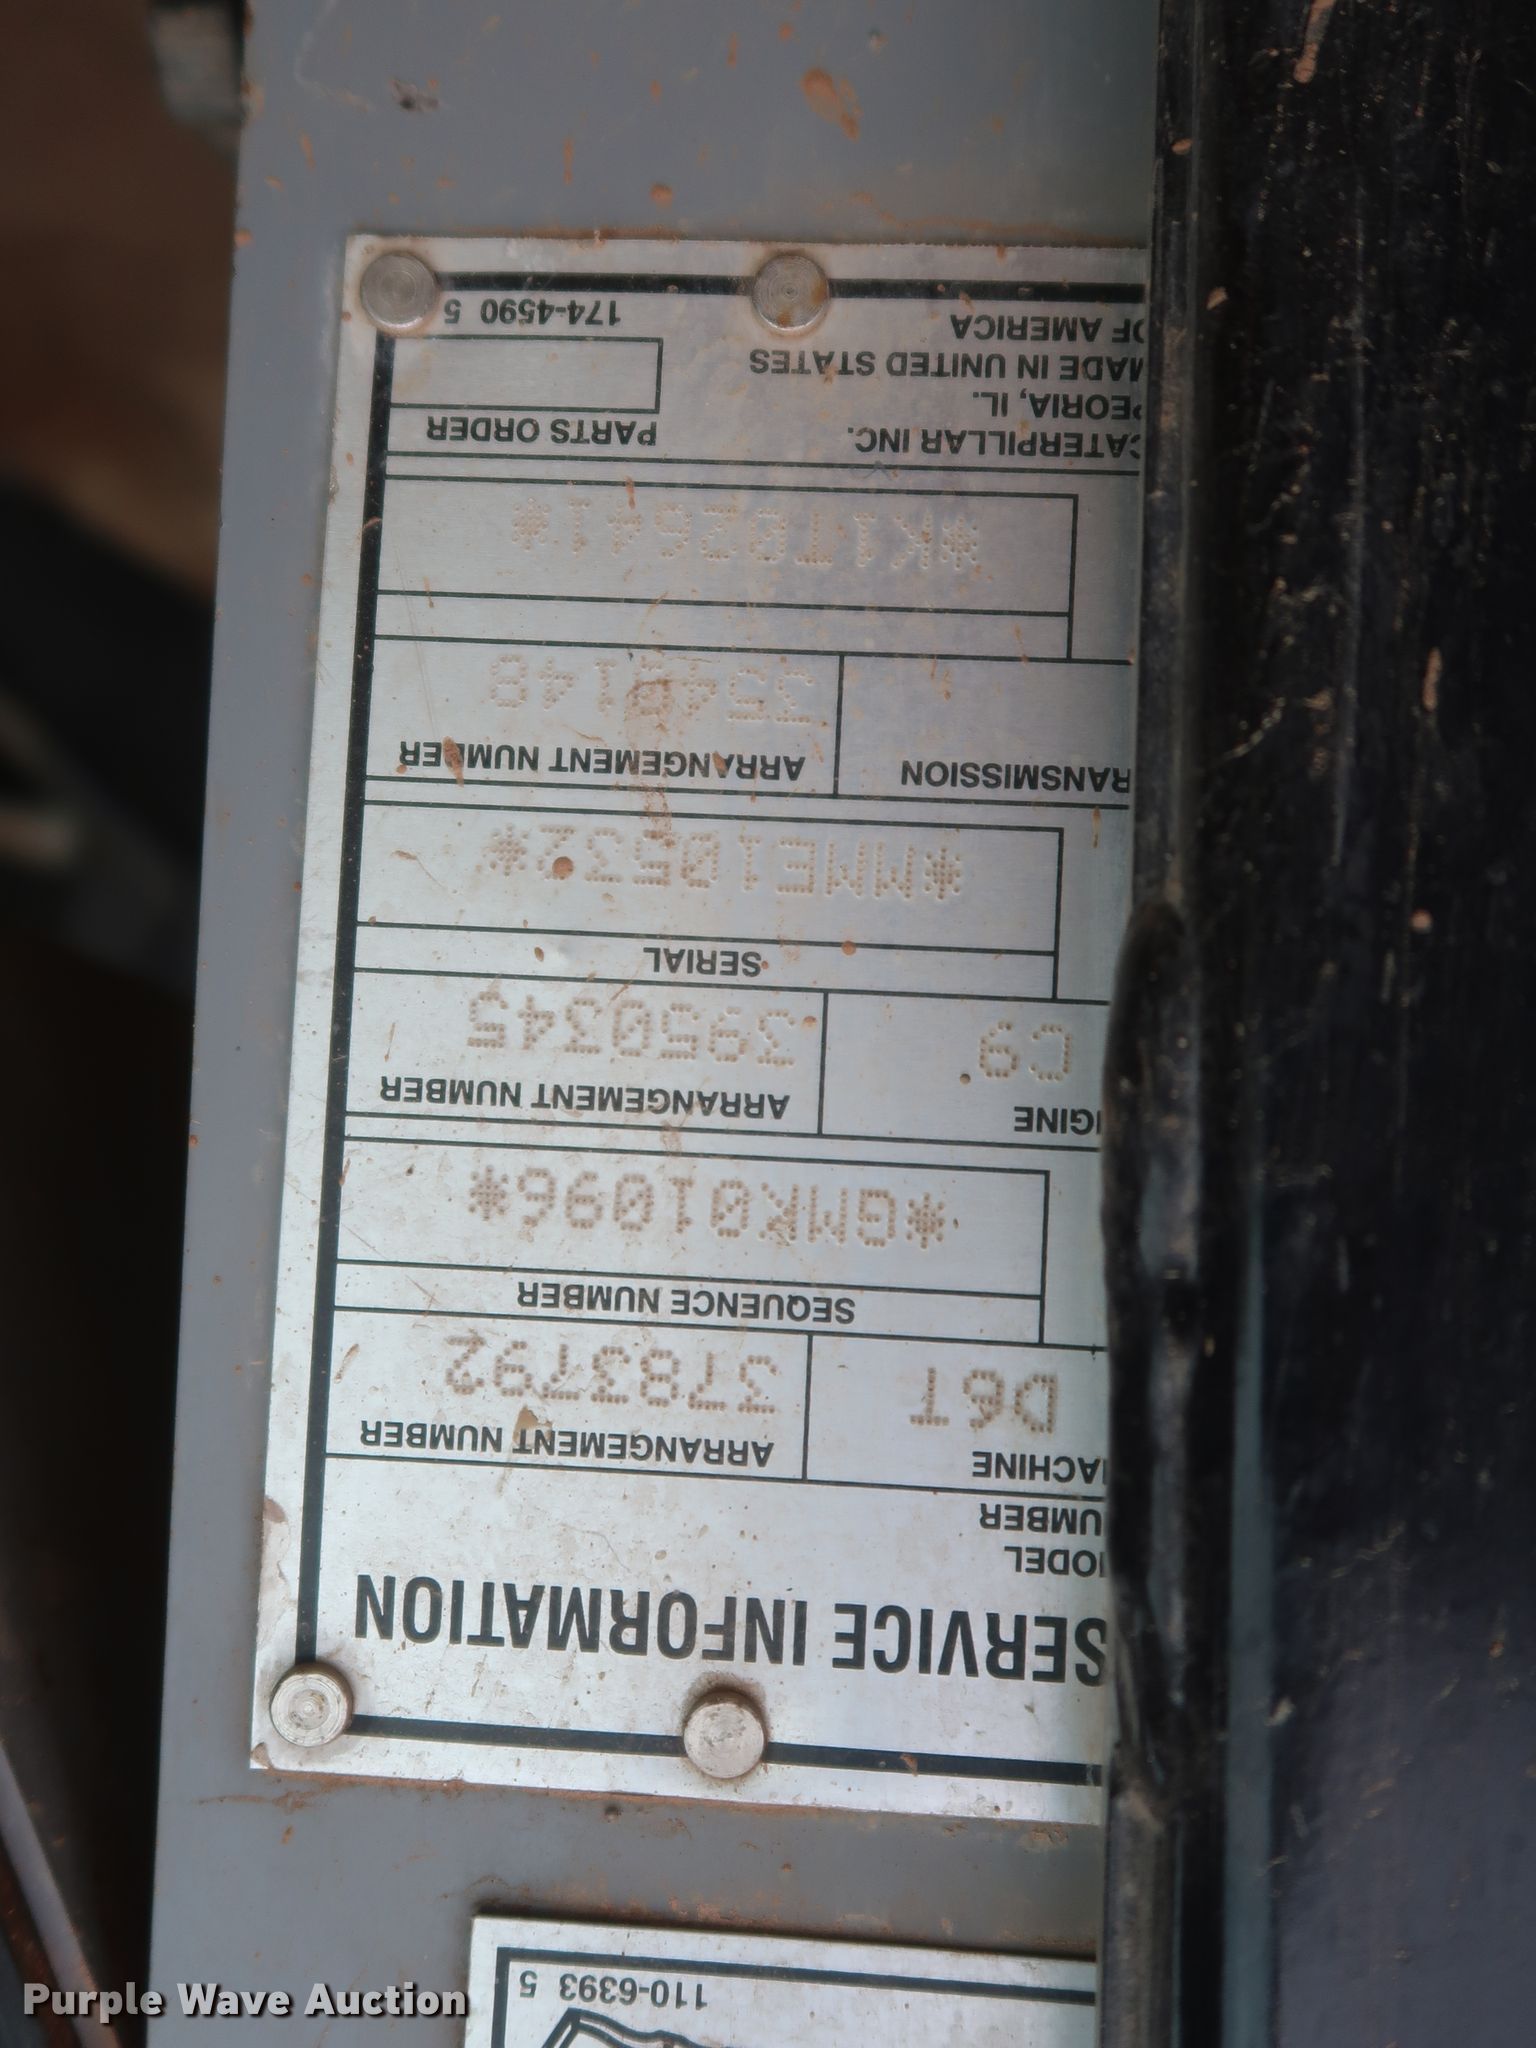 SERVICE INFORMATION
MODEL
NUMBER
MACHINE
ARRANGEMENT NUMBER
D6T
3783792
SEQUENCE NUMBER
*GMK01096*
ENGINE
ARRANGEMENT NUMBER
C9
3950345
SERIAL
*MME10532*
TRANSMISSION
ARRANGEMENT NUMBER
*K1T02641*
CATERPILLAR INC.
PEORIA, IL.
MADE IN UNITED STATES
OF AMERICA
PARTS ORDER
174-4590 5
110-6393 5
Purple Wave Auction